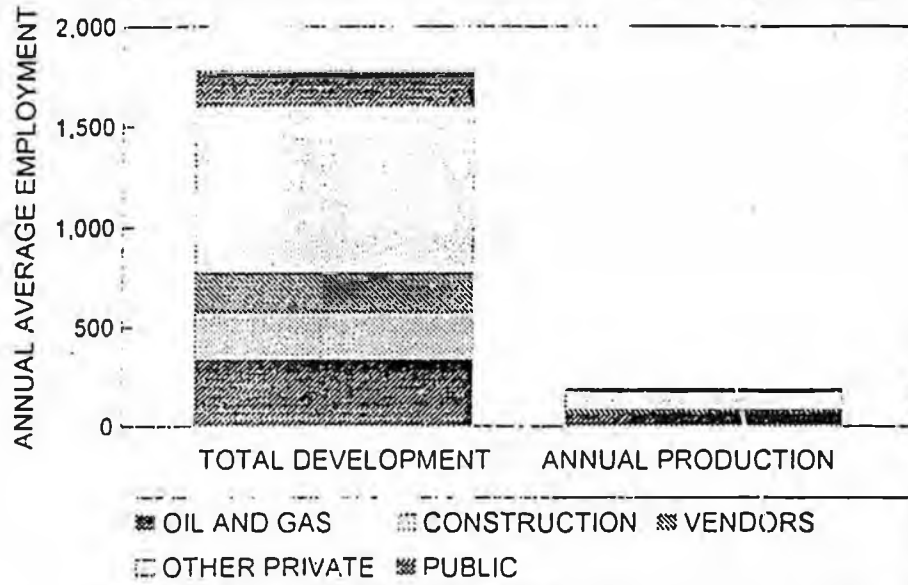 ANNUAL AVERAGE EMPLOYMENT
2,000
1,500
1,000
500
0
TOTAL DEVELOPMENT ANNUAL PRODUCTION
OIL AND GAS CONSTRUCTION VENDORS
OTHER PRIVATE PUBLIC